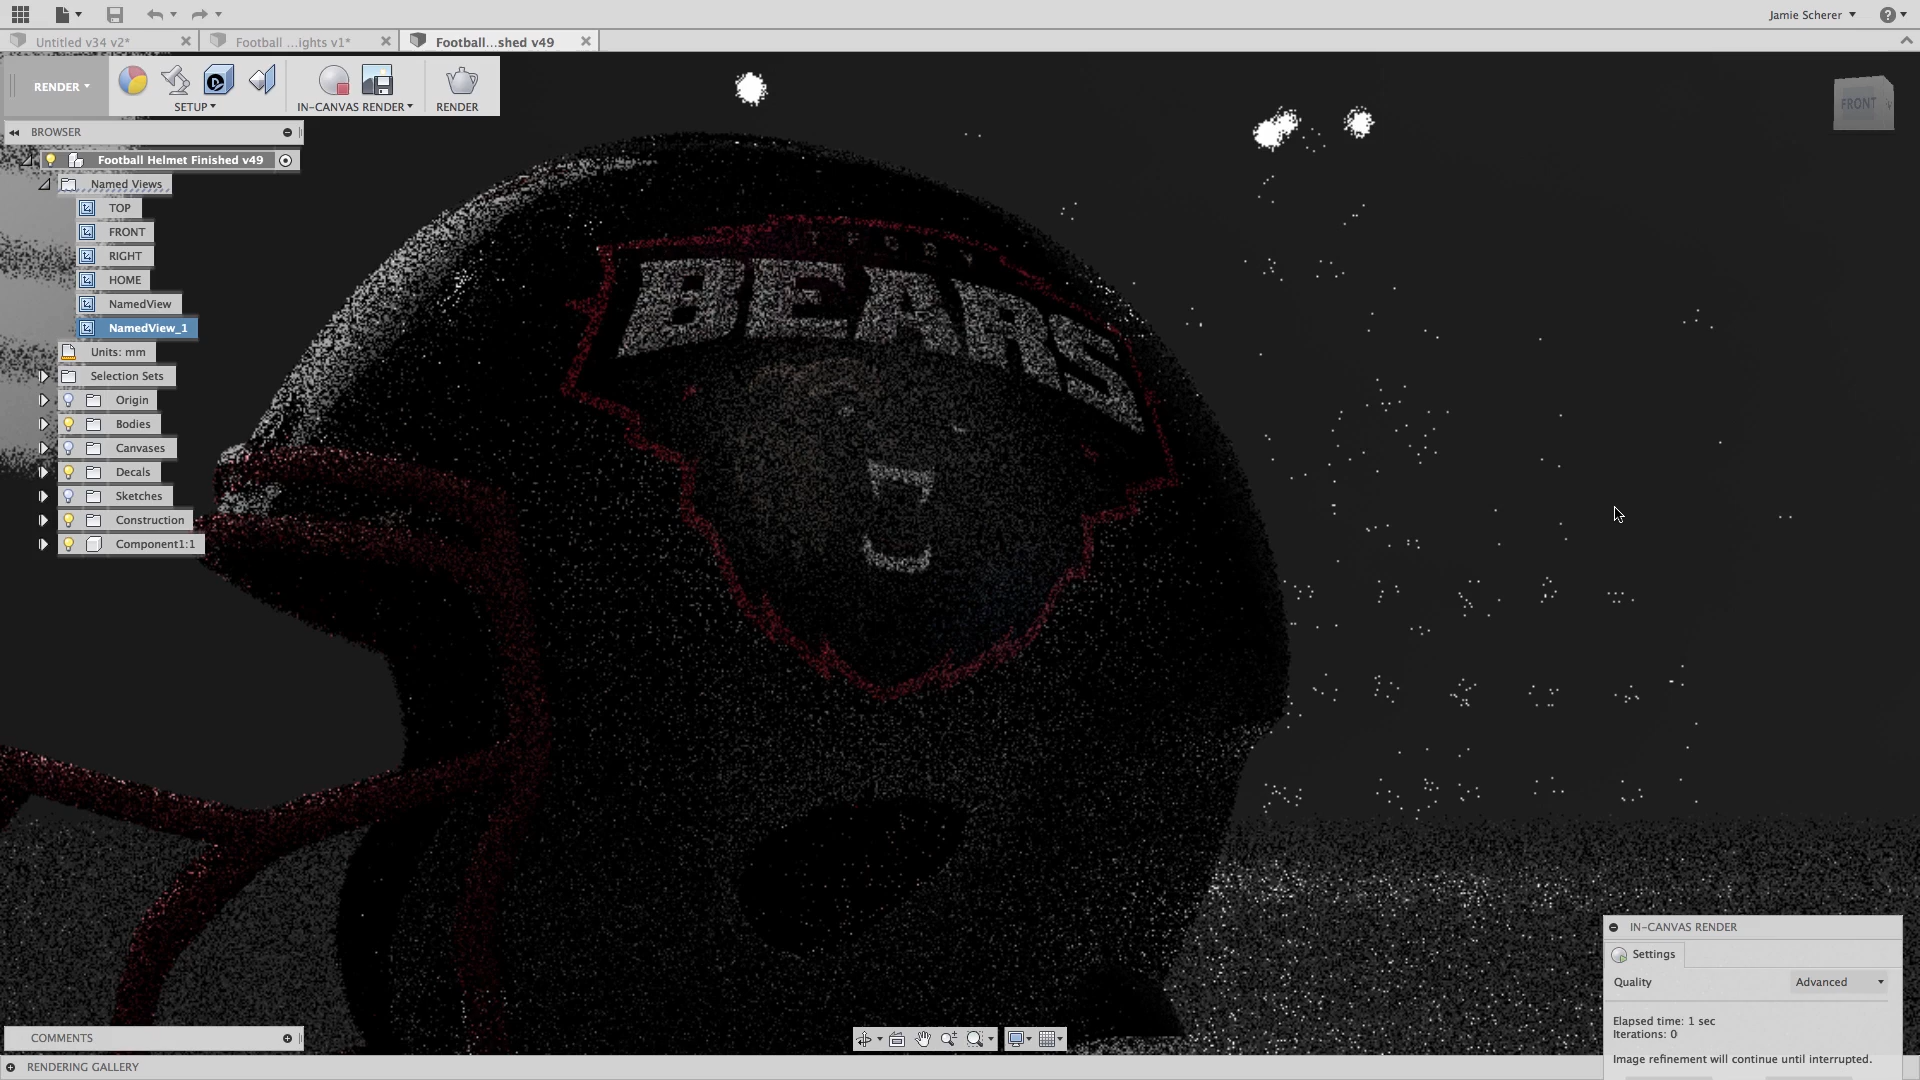 Jamie Scherer
Untitled v34 v2*
Football ...ights v1*
Football...shed v49
RENDER
SETUP
IN-CANVAS RENDER
RENDER
FRONT
BROWSER
Football Helmet Finished v49
Named Views
TOP
FRONT
RIGHT
HOME
NamedView
NamedView_1
Units: mm
Selection Sets
Origin
Bodies
Canvases
Decals
Sketches
Construction
Component1:1
BEARS
IN-CANVAS RENDER
Settings
Quality
Advanced
Elapsed time: 1 sec
Iterations: 0
Image refinement will continue until interrupted.
COMMENTS
RENDERING GALLERY